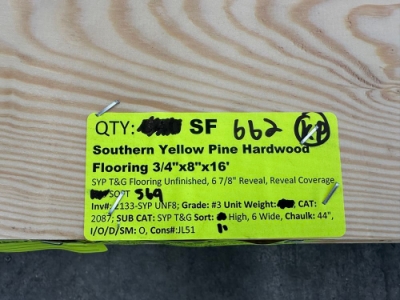 QTY: SF 662 KP
Southern Yellow Pine Hardwood
Flooring 3/4"x8"x16'
SYP T&G Flooring Unfinished, 6 7/8" Reveal, Reveal Coverage,
SQFT 569
Inv#: 2133-SYP UNF8; Grade: #3 Unit Weight: CAT:
2087; SUB CAT: SYP T&G Sort: High, 6 Wide, Chaulk: 44",
I/O/D/SM: O, Cons#:JL51